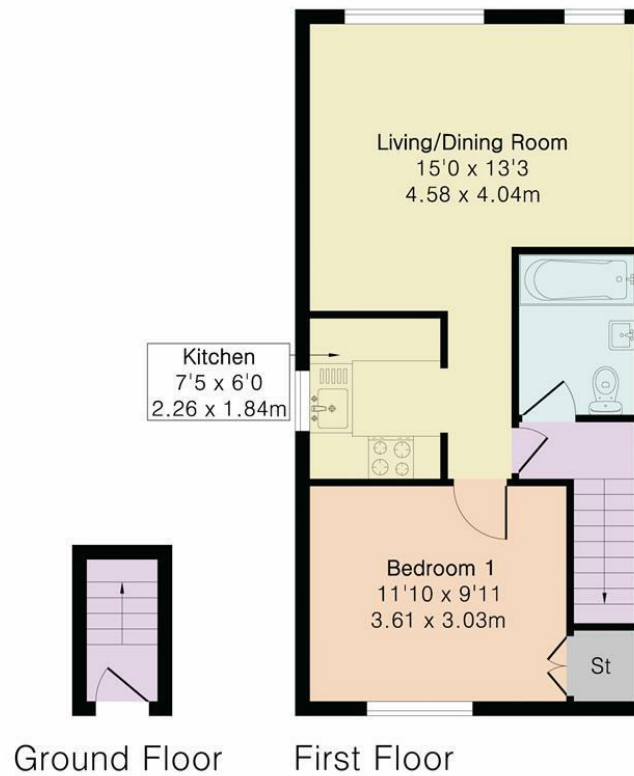 Living/Dining Room
15'0 x 13'3
4.58 x 4.04m
Kitchen
7'5 x 6'0
2.26 x 1.84m
Bedroom 1
11'10 x 9'11
3.61 x 3.03m
St
Ground Floor
First Floor